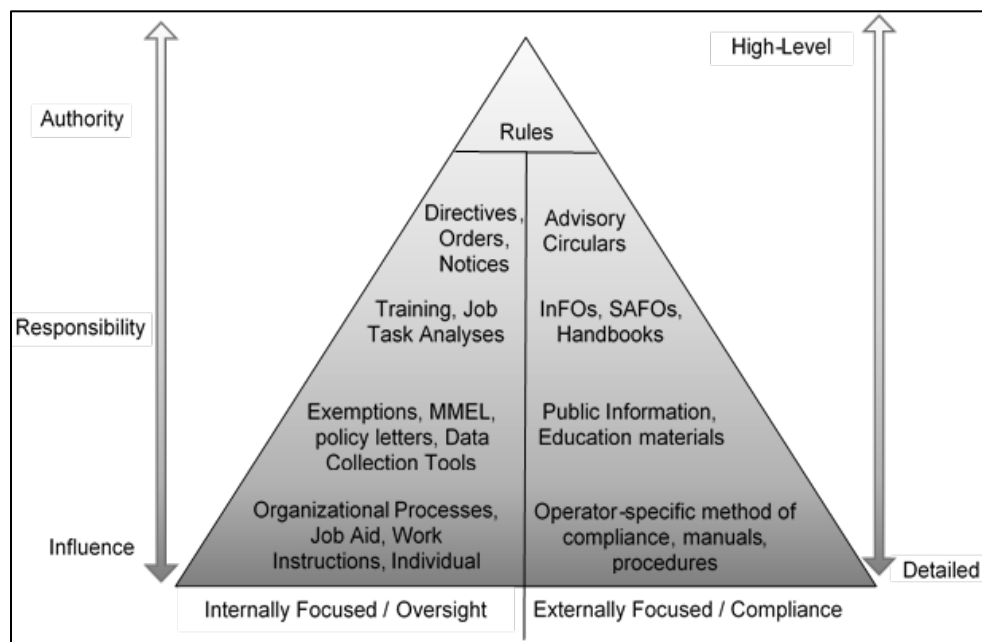 High-Level
Authority
Rules
Directives,
Orders,
Notices
Advisory
Circulars
Responsibility
Training, Job
Task Analyses
InFOs, SAFOs,
Handbooks
Exemptions, MMEL,
policy letters, Data
Collection Tools
Public Information,
Education materials
Influence
Organizational Processes,
Job Aid, Work
Instructions, Individual
Operator-specific method of
compliance, manuals,
procedures
Detailed
Internally Focused / Oversight
Externally Focused / Compliance